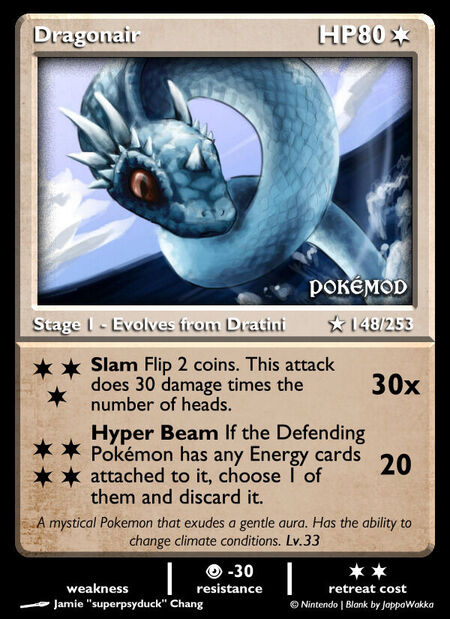 Dragonair HP80
POKÉMOD
Stage 1 - Evolves from Dratini ★148/253
Slam Flip 2 coins. This attack
does 30 damage times the
number of heads.
30x
Hyper Beam If the Defending
Pokémon has any Energy cards
attached to it, choose 1 of
them and discard it.
20
A mystical Pokemon that exudes a gentle aura. Has the ability to
change climate conditions. Lv.33
-30
weakness resistance retreat cost
Jamie "superpsyduck" Chang © Nintendo | Blank by JappaWakka